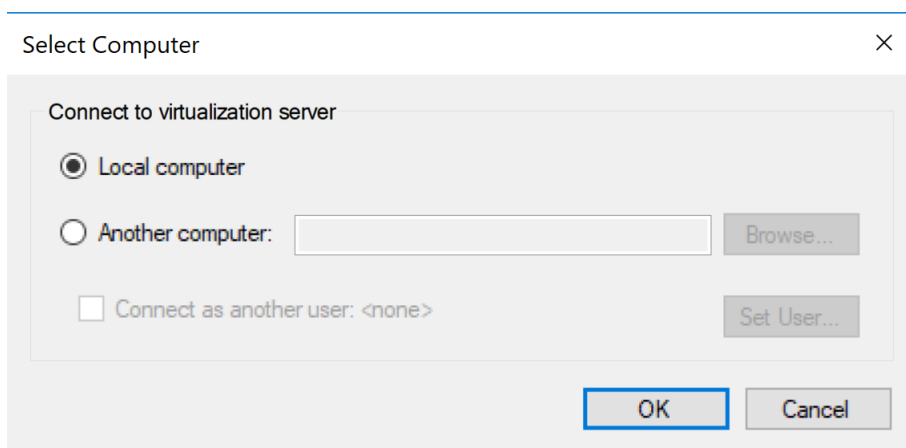 Select Computer
Connect to virtualization server
Local computer
Another computer:
Browse...
Connect as another user: <none>
Set User...
OK
Cancel